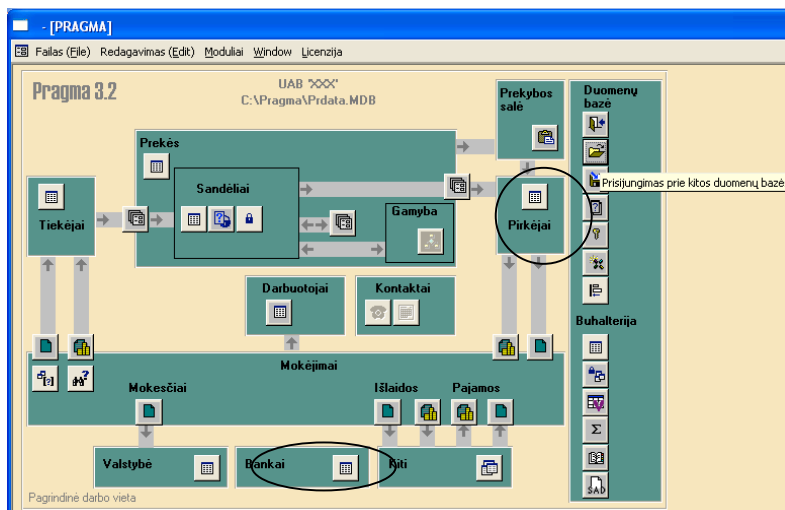 - [PRAGMA]
Failas (File) Redagavimas (Edit) Moduliai Window Licenzija
Pragma 3.2
UAB 'XXX'
C:\Pragma\Prdata.MDB
Prekybos
salė
Duomenų
bazė
Prekės
Prisijungimas prie kitos duomenų bazė
Sandėliai
Tiekėjai
Gamyba
Pirkėjai
Darbuotojai
Kontaktai
Buhalterija
Mokėjimai
Mokesčiai
Išlaidos
Pajamos
Valstybė
Bankai
Kiti
SAD
Pagrindinė darbo vieta